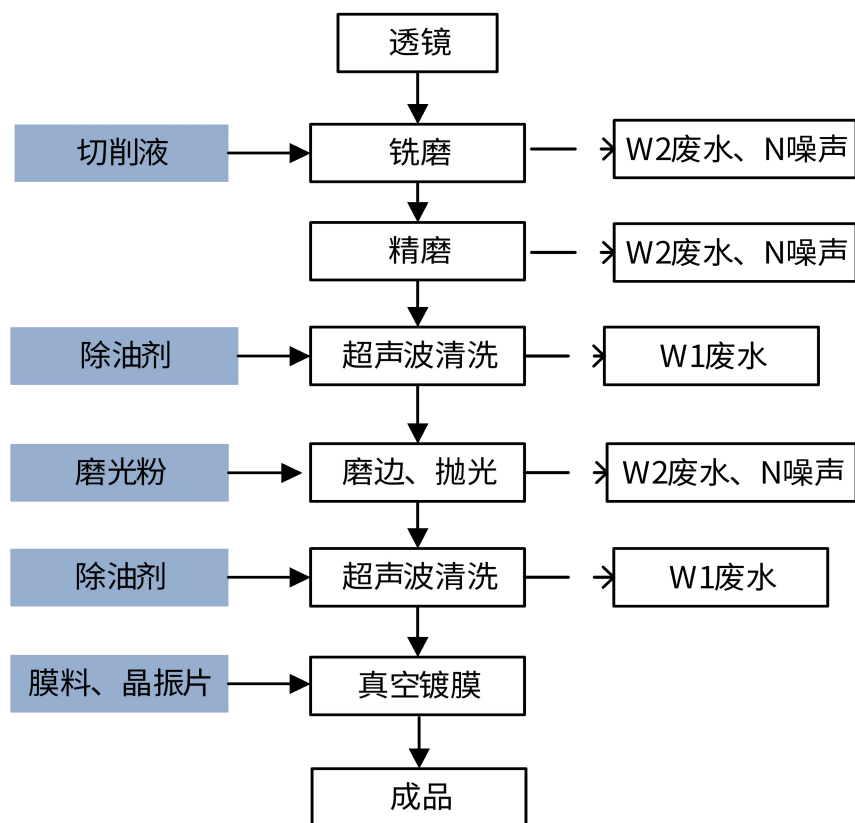 透镜
切削液
铣磨
W2废水、N噪声
精磨
W2废水、N噪声
除油剂
超声波清洗
W1废水
磨光粉
磨边、抛光
W2废水、N噪声
除油剂
超声波清洗
W1废水
膜料、晶振片
真空镀膜
成品